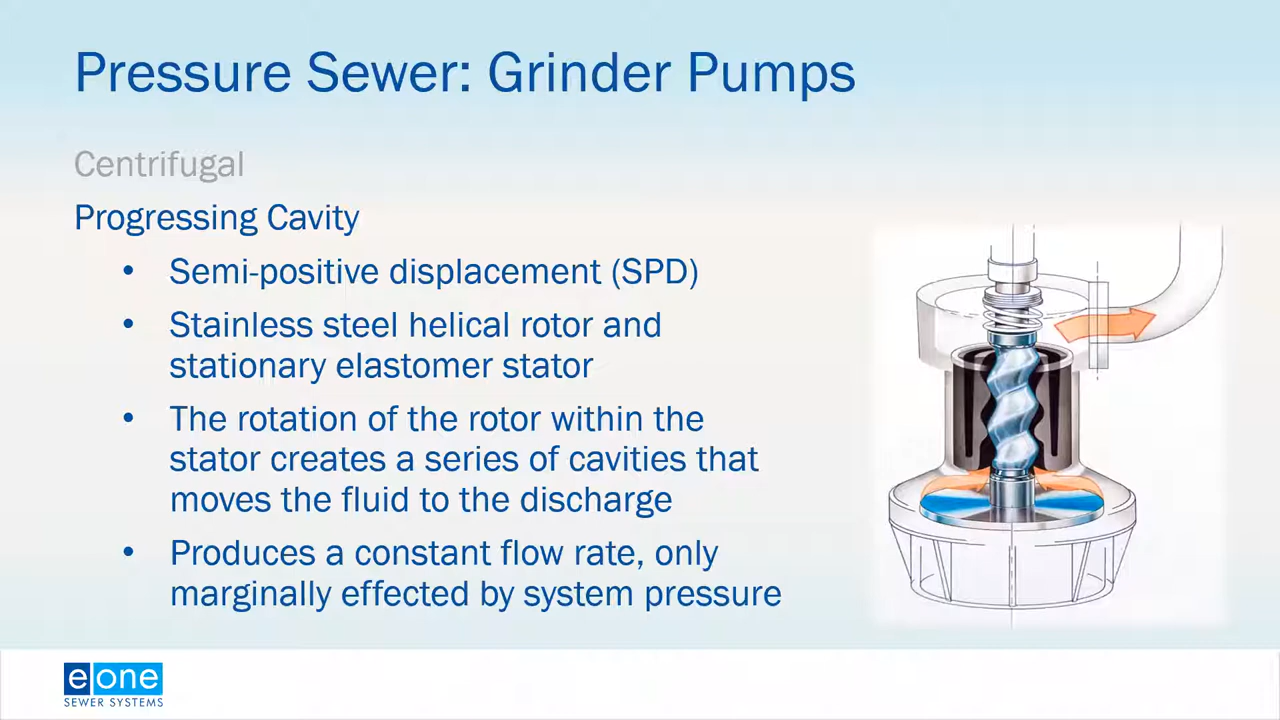 Pressure Sewer: Grinder Pumps
Centrifugal
Progressing Cavity
• Semi-positive displacement (SPD)
• Stainless steel helical rotor and
stationary elastomer stator
• The rotation of the rotor within the
stator creates a series of cavities that
moves the fluid to the discharge
• Produces a constant flow rate, only
marginally effected by system pressure
e one
SEWER SYSTEMS